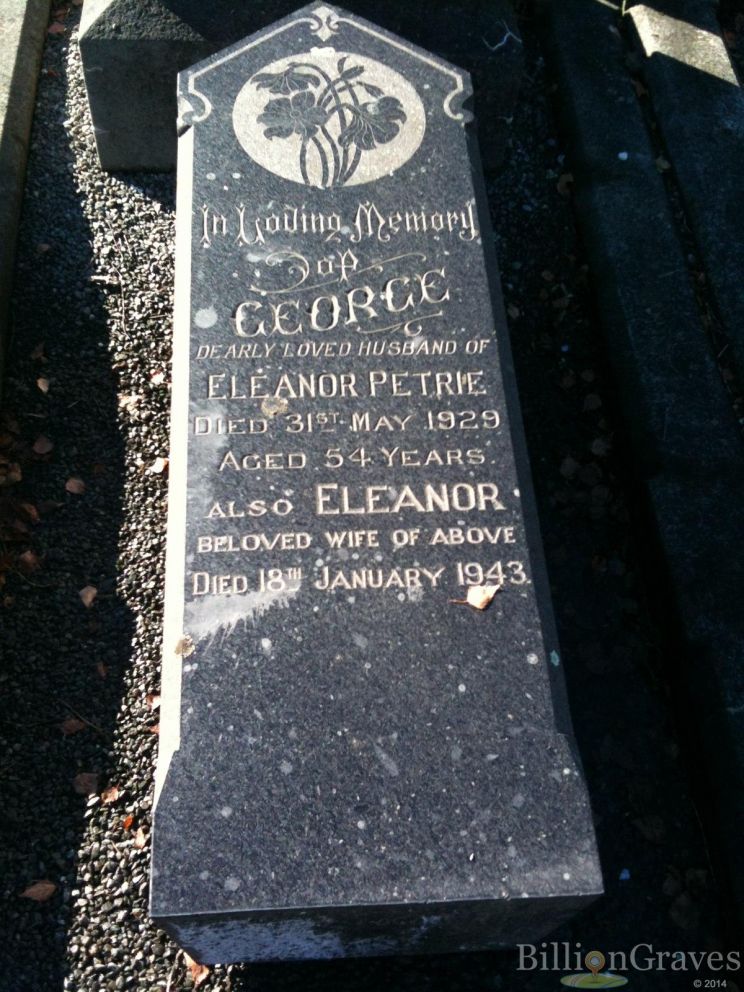 In Loving Memory
of
GEORGE
DEARLY LOVED HUSBAND OF
ELEANOR PETRIE
DIED 31ST MAY 1929
AGED 54 YEARS.
ALSO ELEANOR
BELOVED WIFE OF ABOVE
DIED 18TH JANUARY 1943.
BillionGraves
© 2014